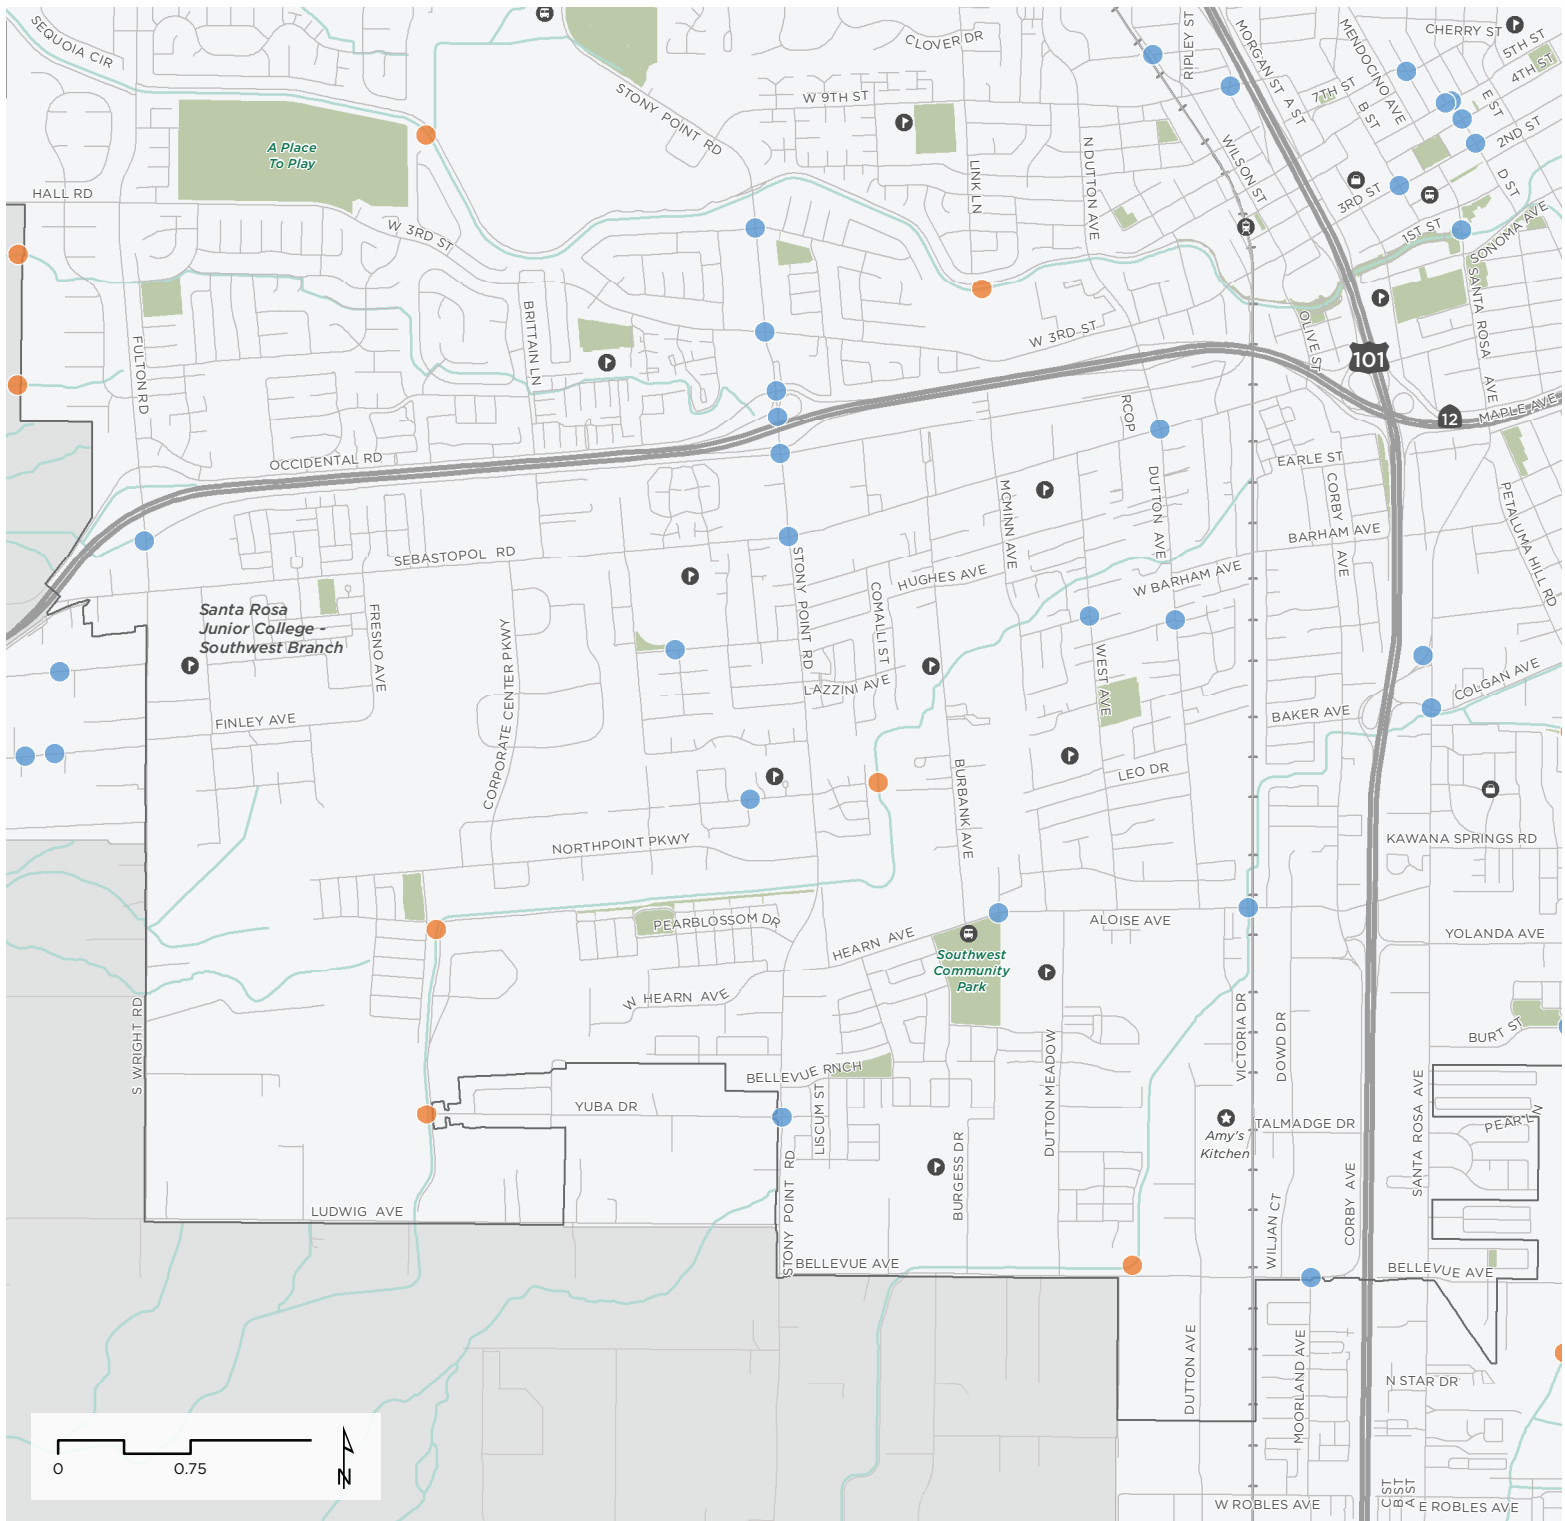 SEQUOIA CIR
CLOVER DR
RIPLEY ST
MORGAN ST
A ST
MENDOCINO AVE
CHERRY ST
5TH ST
4TH ST
7TH ST
B ST
E ST
2ND ST
STONY POINT RD
W 9TH ST
A Place
To Play
HALL RD
W 3RD ST
LINK LN
N DUTTON AVE
WILSON ST
3RD ST
D ST
1ST ST
SONOMA AVE
SANTA ROSA AVE
FULTON RD
BRITTAIN LN
W 3RD ST
OLIVE ST
101
12
MAPLE AVE
OCCIDENTAL RD
RCOP
EARLE ST
CORBY AVE
MCMINN AVE
DUTTON AVE
PETALUMA HILL RD
BARHAM AVE
SEBASTOPOL RD
STONY POINT RD
HUGHES AVE
W BARHAM AVE
COMALLI ST
Santa Rosa
Junior College -
Southwest Branch
FRESNO AVE
CORPORATE CENTER PKWY
WEST AVE
LAZZINI AVE
COLGAN AVE
FINLEY AVE
BAKER AVE
BURBANK AVE
LEO DR
NORTHPOINT PKWY
KAWANA SPRINGS RD
PEARBLOSSOM DR
HEARN AVE
ALOISE AVE
YOLANDA AVE
Southwest
Community
Park
W HEARN AVE
S WRIGHT RD
VICTORIA DR
DOWD DR
BURT ST
DUTTON MEADOW
BELLEVUE RNCH
SANTA ROSA AVE
YUBA DR
LISCUM ST
PEAR LN
TALMADGE DR
Amy's
Kitchen
BURGESS DR
STONY POINT RD
CORBY AVE
WILJAN CT
LUDWIG AVE
BELLEVUE AVE
BELLEVUE AVE
DUTTON AVE
MOORLAND AVE
N STAR DR
0
0.75
N
C ST
B ST
A ST
W ROBLES AVE
E ROBLES AVE